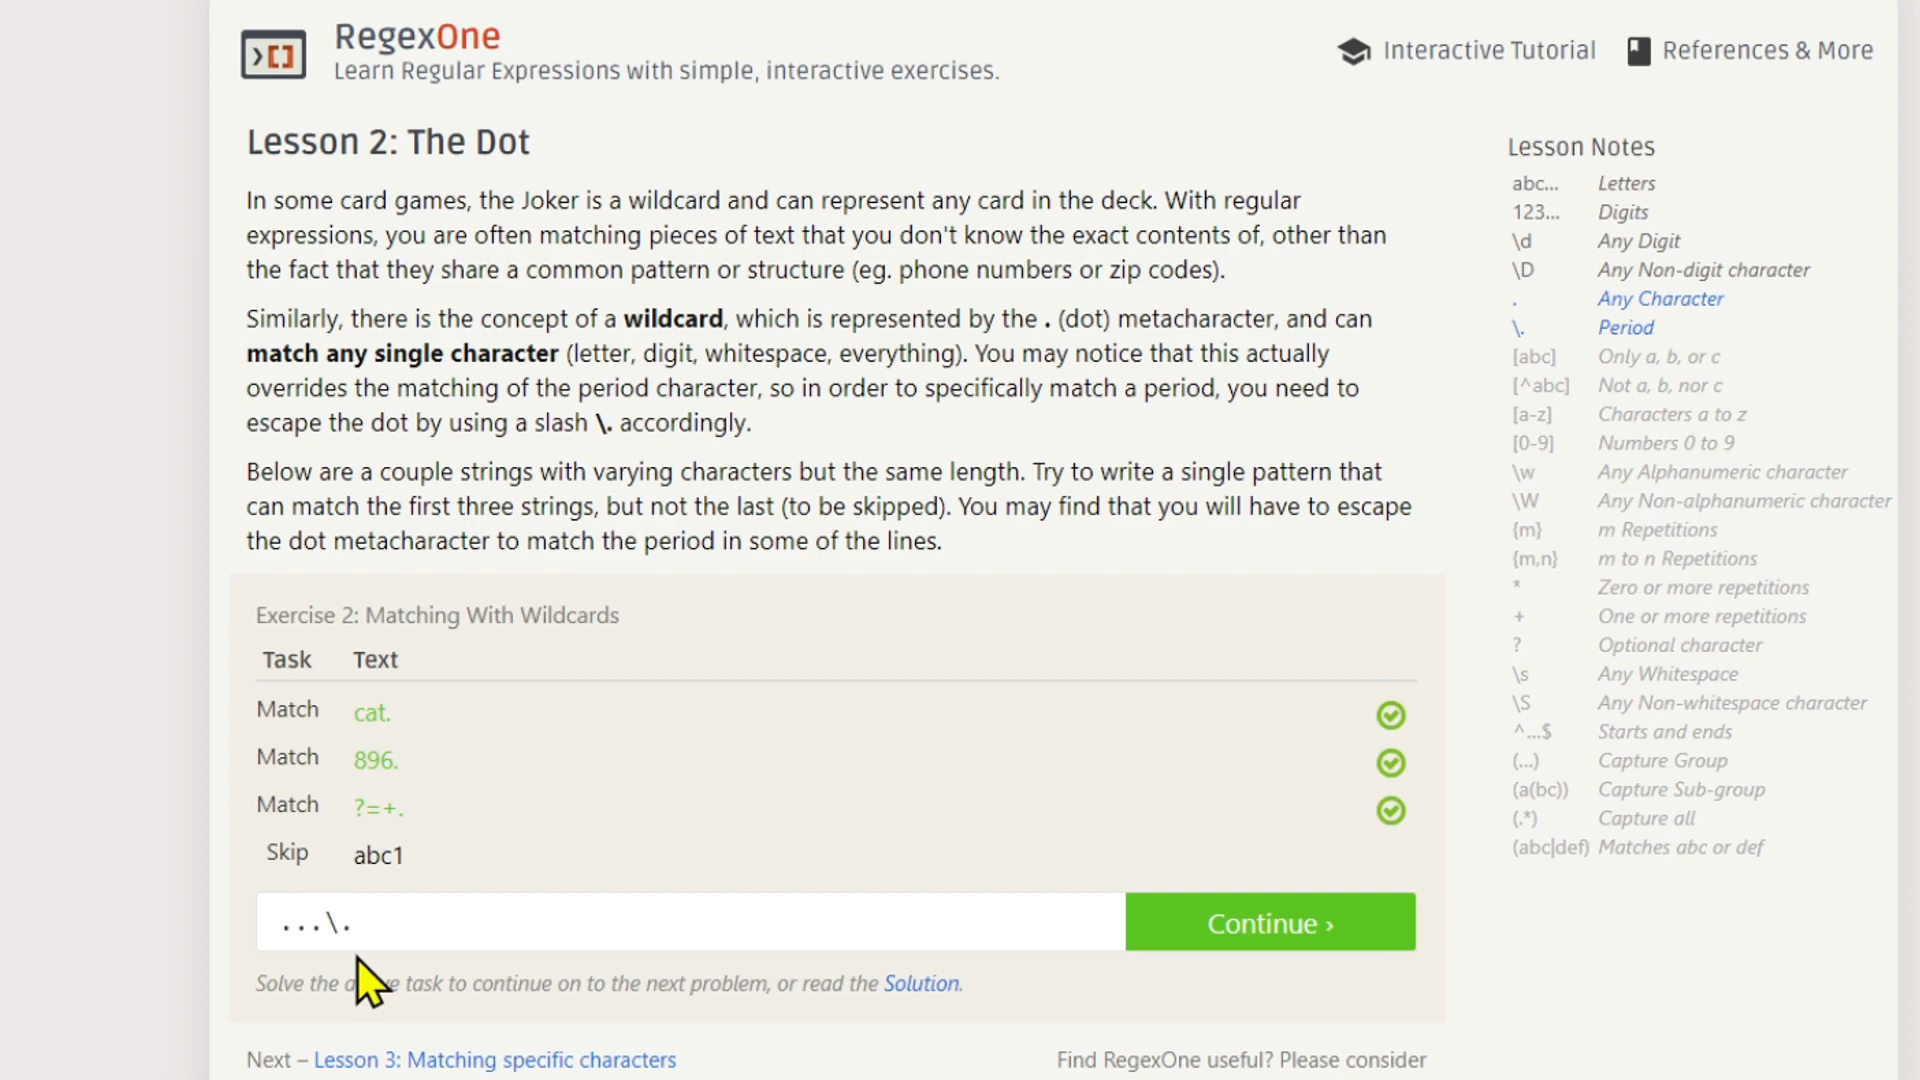 RegexOne
Learn Regular Expressions with simple, interactive exercises.
Interactive Tutorial
References & More
Lesson 2: The Dot
In some card games, the Joker is a wildcard and can represent any card in the deck. With regular
expressions, you are often matching pieces of text that you don't know the exact contents of, other than
the fact that they share a common pattern or structure (eg. phone numbers or zip codes).
Similarly, there is the concept of a wildcard, which is represented by the . (dot) metacharacter, and can
match any single character (letter, digit, whitespace, everything). You may notice that this actually
overrides the matching of the period character, so in order to specifically match a period, you need to
escape the dot by using a slash \. accordingly.
Below are a couple strings with varying characters but the same length. Try to write a single pattern that
can match the first three strings, but not the last (to be skipped). You may find that you will have to escape
the dot metacharacter to match the period in some of the lines.
Exercise 2: Matching With Wildcards
Task Text
Match cat.
Match 896.
Match ?=+.
Skip abc1
...\.
Continue ›
Solve the task to continue on to the next problem, or read the Solution.
Next – Lesson 3: Matching specific characters
Find RegexOne useful? Please consider
Lesson Notes
abc... Letters
123... Digits
\d Any Digit
\D Any Non-digit character
. Any Character
\. Period
[abc] Only a, b, or c
[^abc] Not a, b, nor c
[a-z] Characters a to z
[0-9] Numbers 0 to 9
\w Any Alphanumeric character
\W Any Non-alphanumeric character
{m} m Repetitions
{m,n} m to n Repetitions
* Zero or more repetitions
+ One or more repetitions
? Optional character
\s Any Whitespace
\S Any Non-whitespace character
^...$ Starts and ends
(...) Capture Group
(a(bc)) Capture Sub-group
(.*) Capture all
(abc|def) Matches abc or def